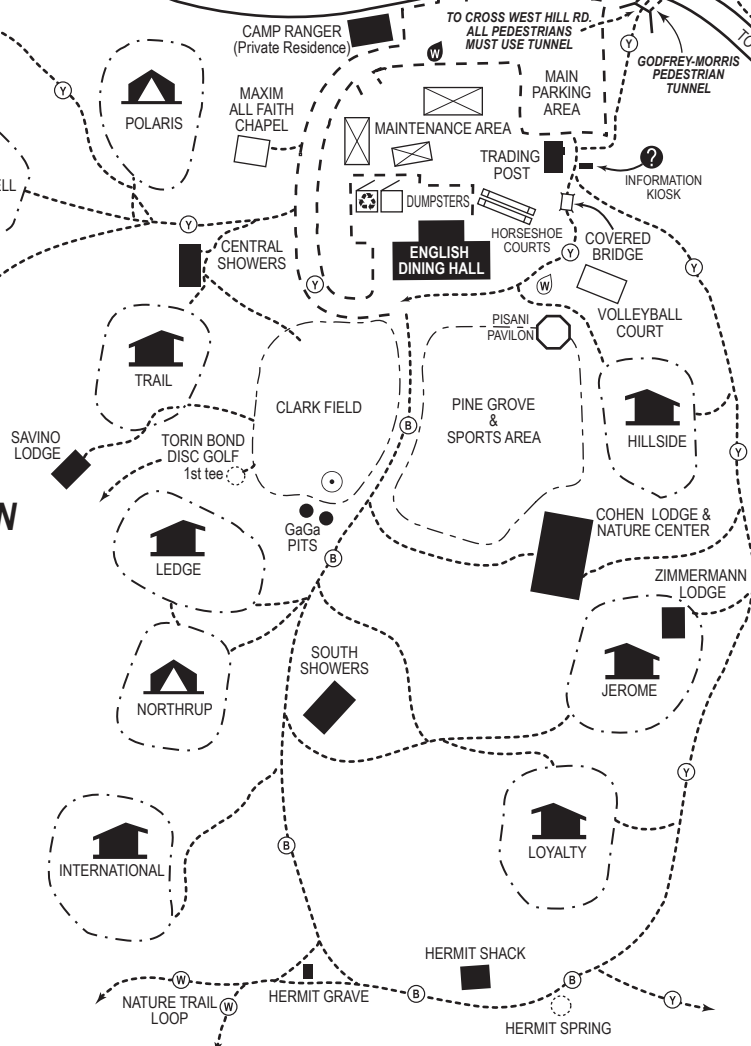 CAMP RANGER
(Private Residence)
TO CROSS WEST HILL RD.
ALL PEDESTRIANS
MUST USE TUNNEL
TO
W
Y
GODFREY-MORRIS
PEDESTRIAN
TUNNEL
Y
POLARIS
MAXIM
ALL FAITH
CHAPEL
MAIN
PARKING
AREA
MAINTENANCE AREA
TRADING
POST
?
INFORMATION
KIOSK
ELL
DUMPSTERS
HORSESHOE
COURTS
COVERED
BRIDGE
Y
CENTRAL
SHOWERS
ENGLISH
DINING HALL
Y
Y
Y
W
VOLLEYBALL
COURT
PISANI
PAVILON
TRAIL
CLARK FIELD
PINE GROVE
&
SPORTS AREA
HILLSIDE
B
Y
SAVINO
LODGE
TORIN BOND
DISC GOLF
1st tee
N
GaGa
PITS
COHEN LODGE &
NATURE CENTER
B
LEDGE
ZIMMERMANN
LODGE
SOUTH
SHOWERS
NORTHRUP
JEROME
Y
B
LOYALTY
INTERNATIONAL
HERMIT SHACK
W
NATURE TRAIL
LOOP
W
HERMIT GRAVE
B
B
Y
HERMIT SPRING